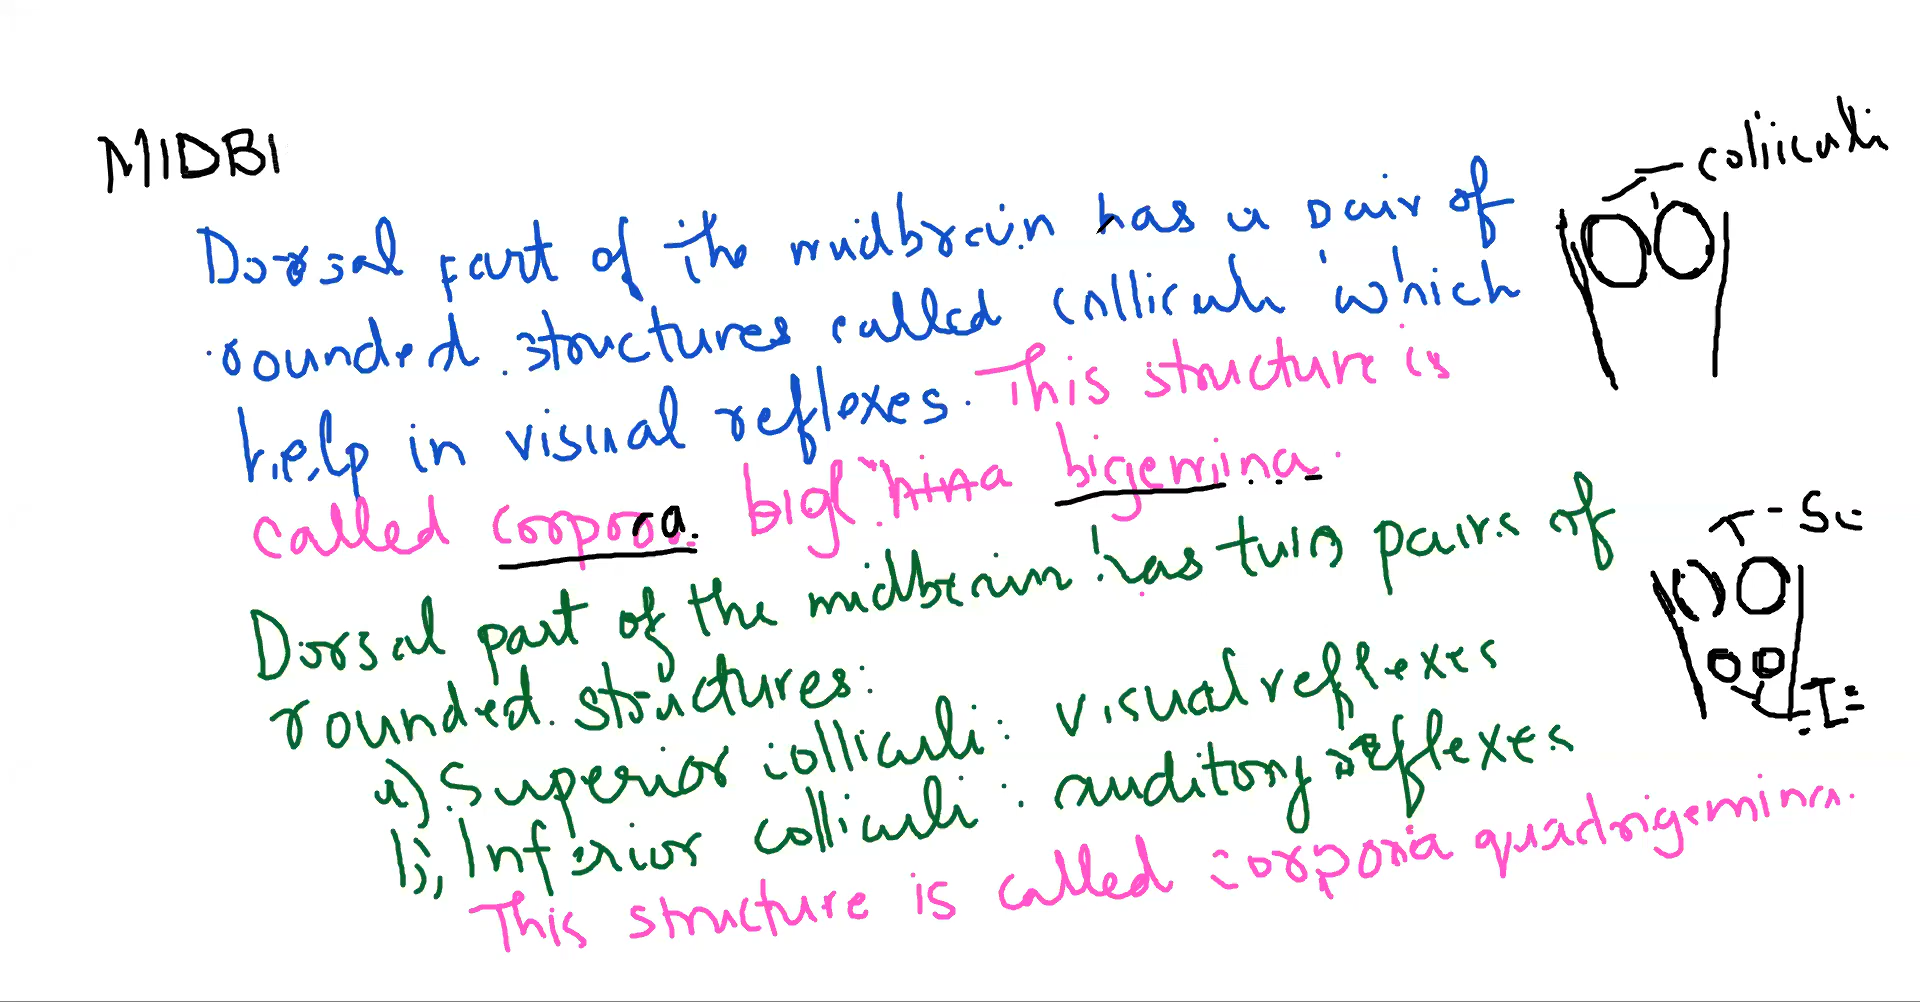 MIDBI
colliculi
Dorsal part of the midbrain has a pair of
rounded structures called colliculi which
help in visual reflexes. This structure is
called corpora bigemina.
Dorsal part of the midbrain has two pairs of
rounded structures:
a) Superior colliculi: visual reflexes
b) Inferior colliculi: auditory reflexes
This structure is called corpora quadrigemina.